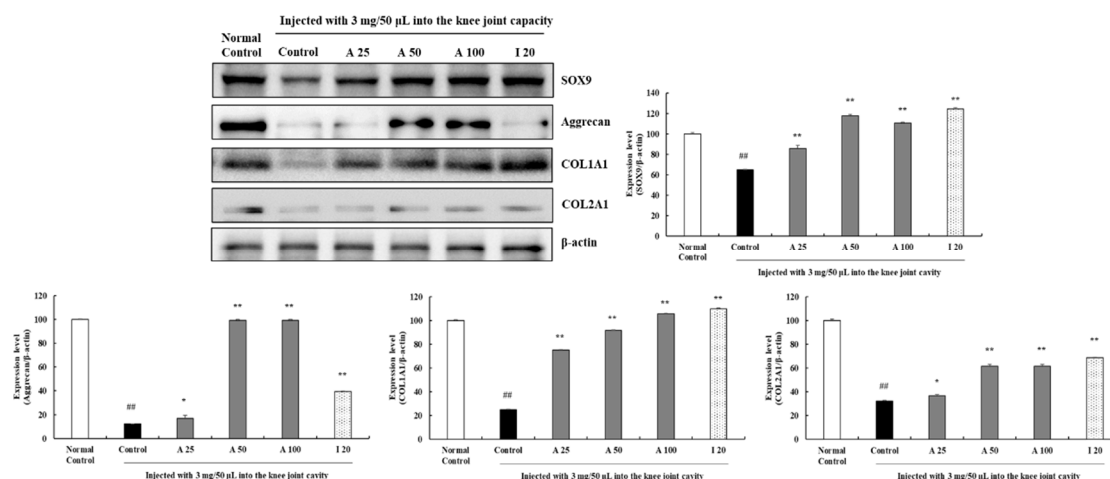 Injected with 3 mg/50 μL into the knee joint capacity
Normal
Control
Control
A 25
A 50
A 100
I 20
SOX9
Aggrecan
COL1A1
COL2A1
β-actin
Expression level
(SOX9/β-actin)
140
120
100
80
60
40
20
0
##
**
**
**
**
Normal
Control
Control
A 25
A 50
A 100
I 20
Injected with 3 mg/50 μL into the knee joint cavity
Expression level
(Aggrecan/β-actin)
120
100
80
60
40
20
0
##
*
**
**
**
Normal
Control
Control
A 25
A 50
A 100
I 20
Injected with 3 mg/50 μL into the knee joint cavity
Expression level
(COL1A1/β-actin)
120
100
80
60
40
20
0
##
**
**
**
**
Normal
Control
Control
A 25
A 50
A 100
I 20
Injected with 3 mg/50 μL into the knee joint cavity
Expression level
(COL2A1/β-actin)
120
100
80
60
40
20
0
##
*
**
**
**
Normal
Control
Control
A 25
A 50
A 100
I 20
Injected with 3 mg/50 μL into the knee joint cavity